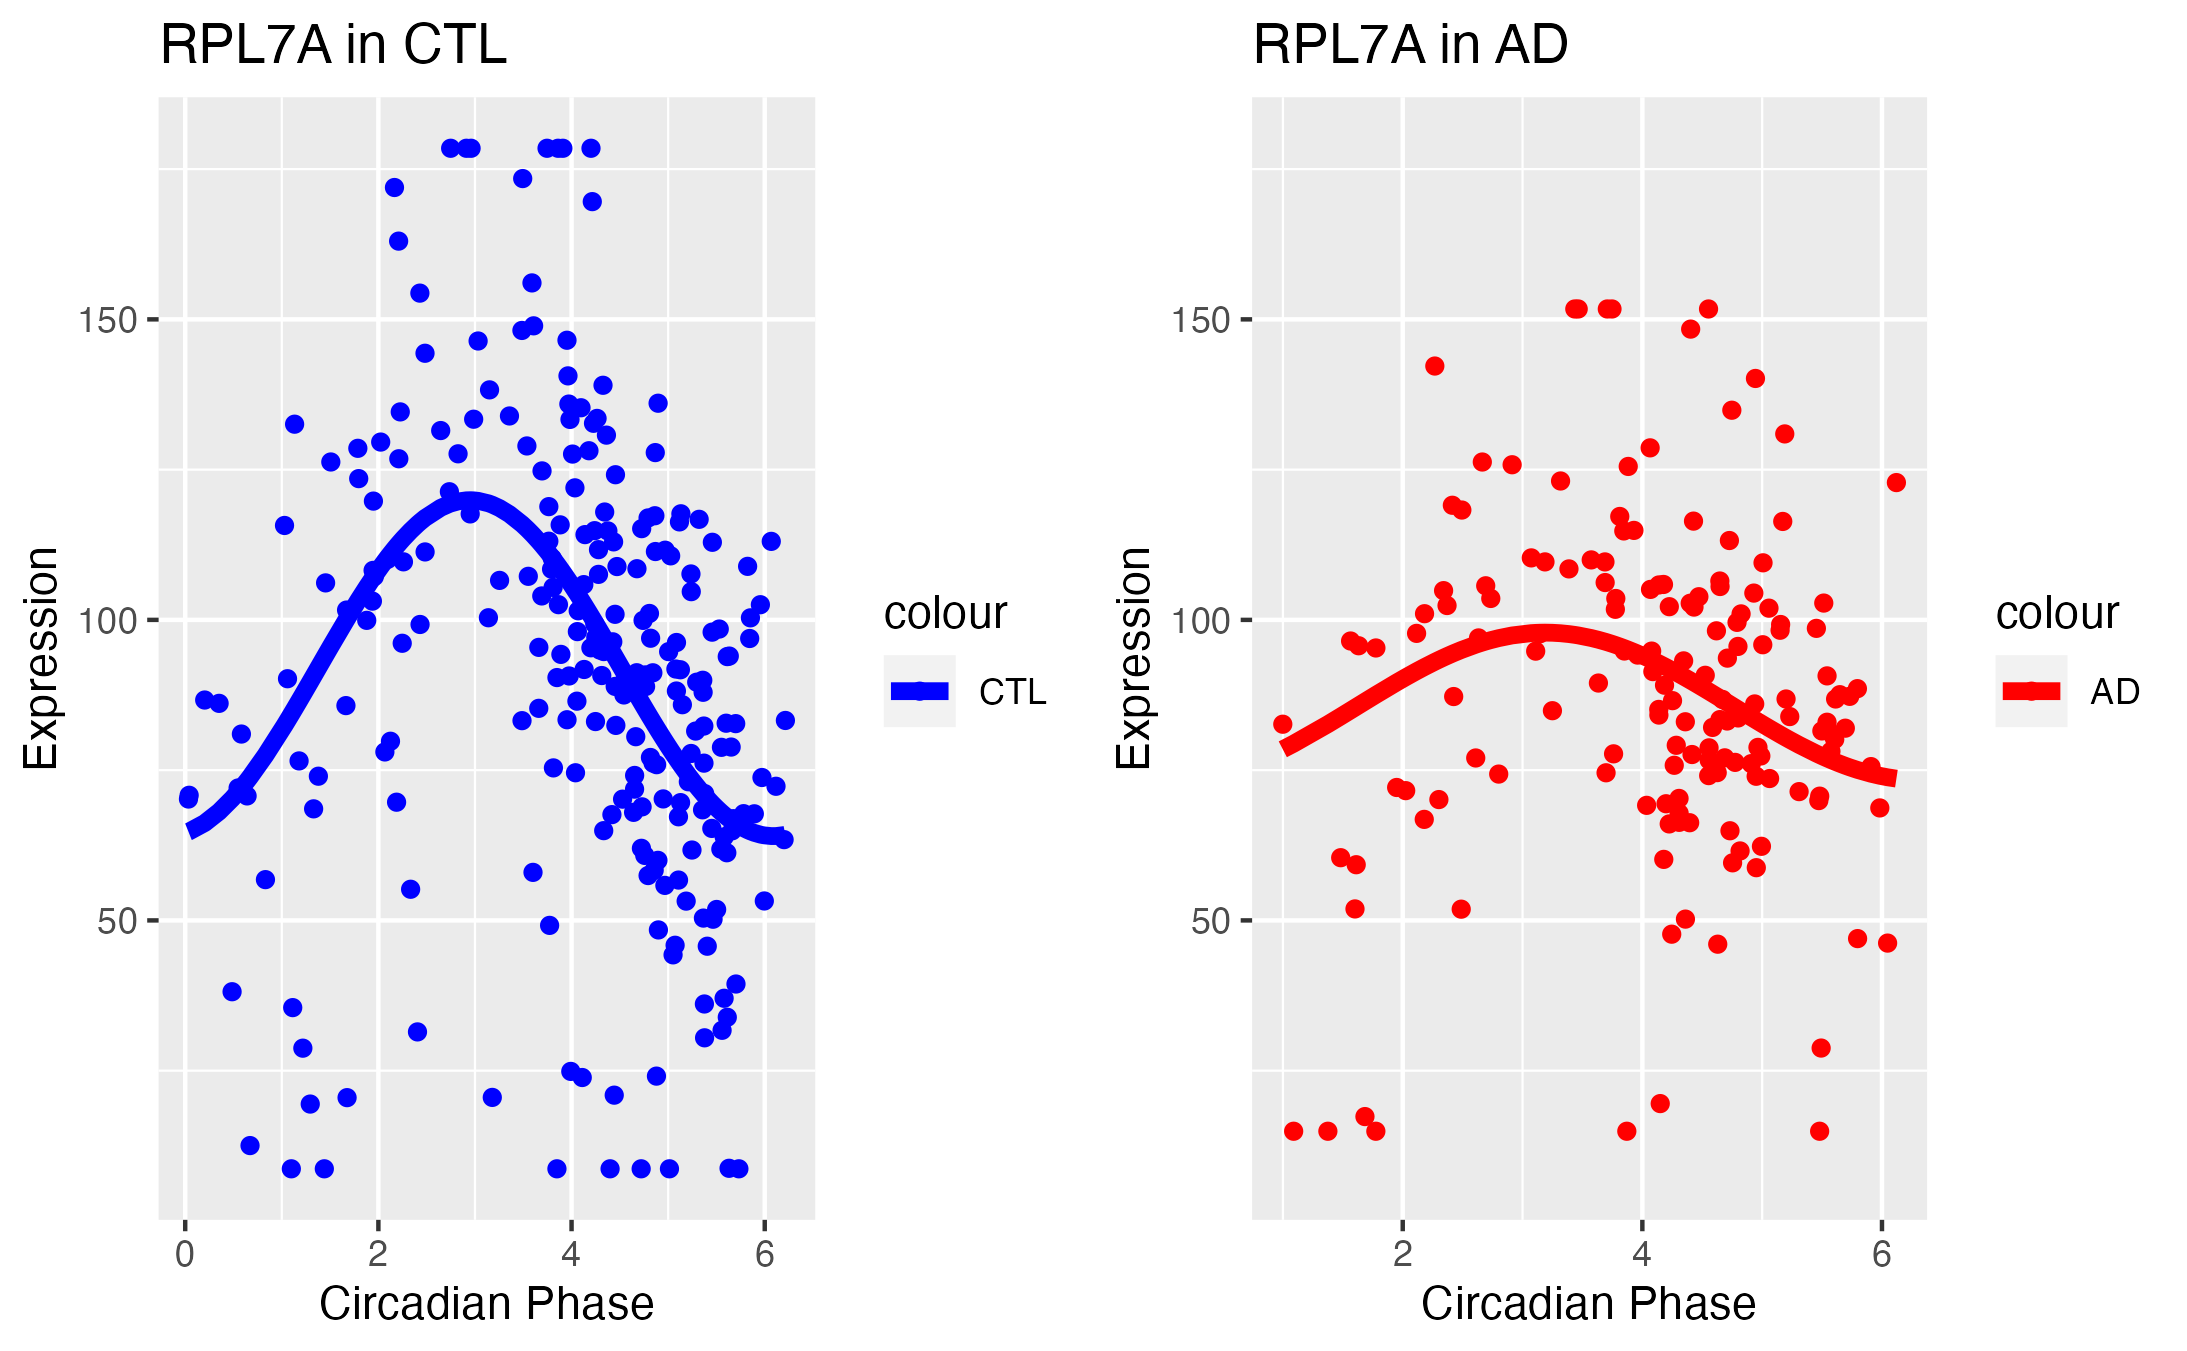 RPL7A in CTL
Expression
150
100
50
0
2
4
6
Circadian Phase
colour
CTL
RPL7A in AD
Expression
150
100
50
2
4
6
Circadian Phase
colour
AD